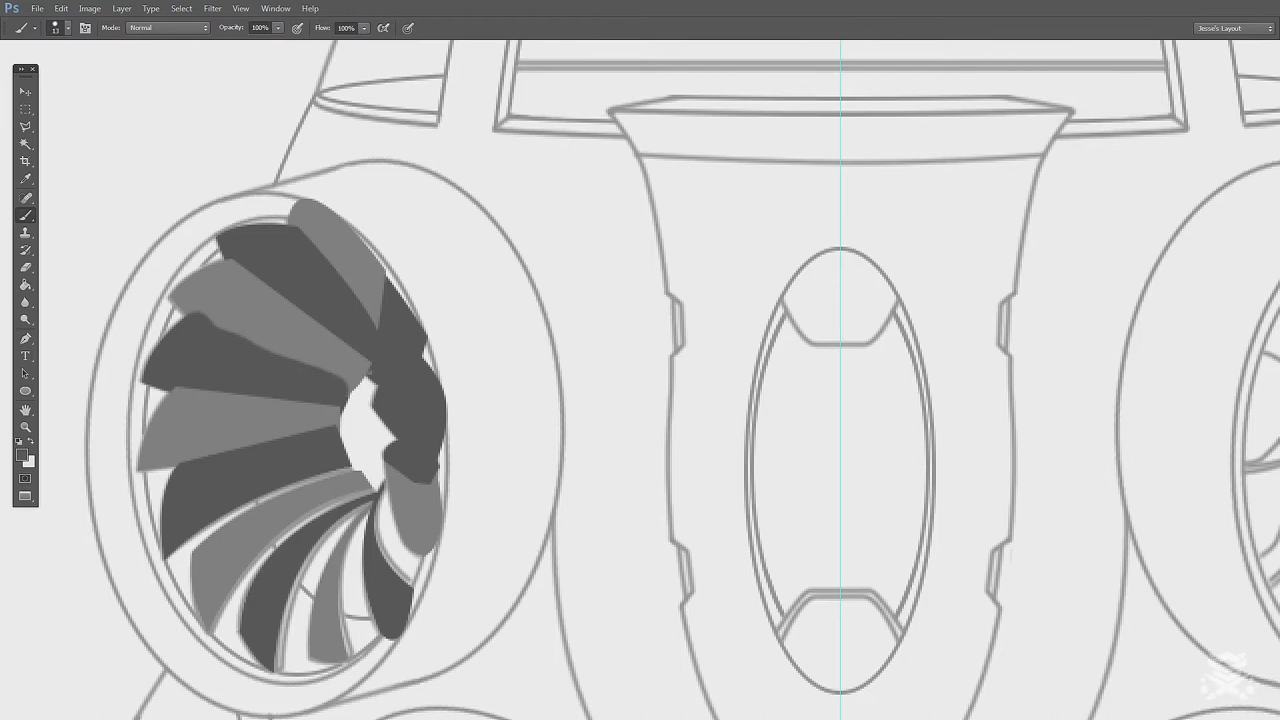 Ps File Edit Image Layer Type Select Filter View Window Help
13 Mode: Normal Opacity: 100% Flow: 100% Jesse's Layout